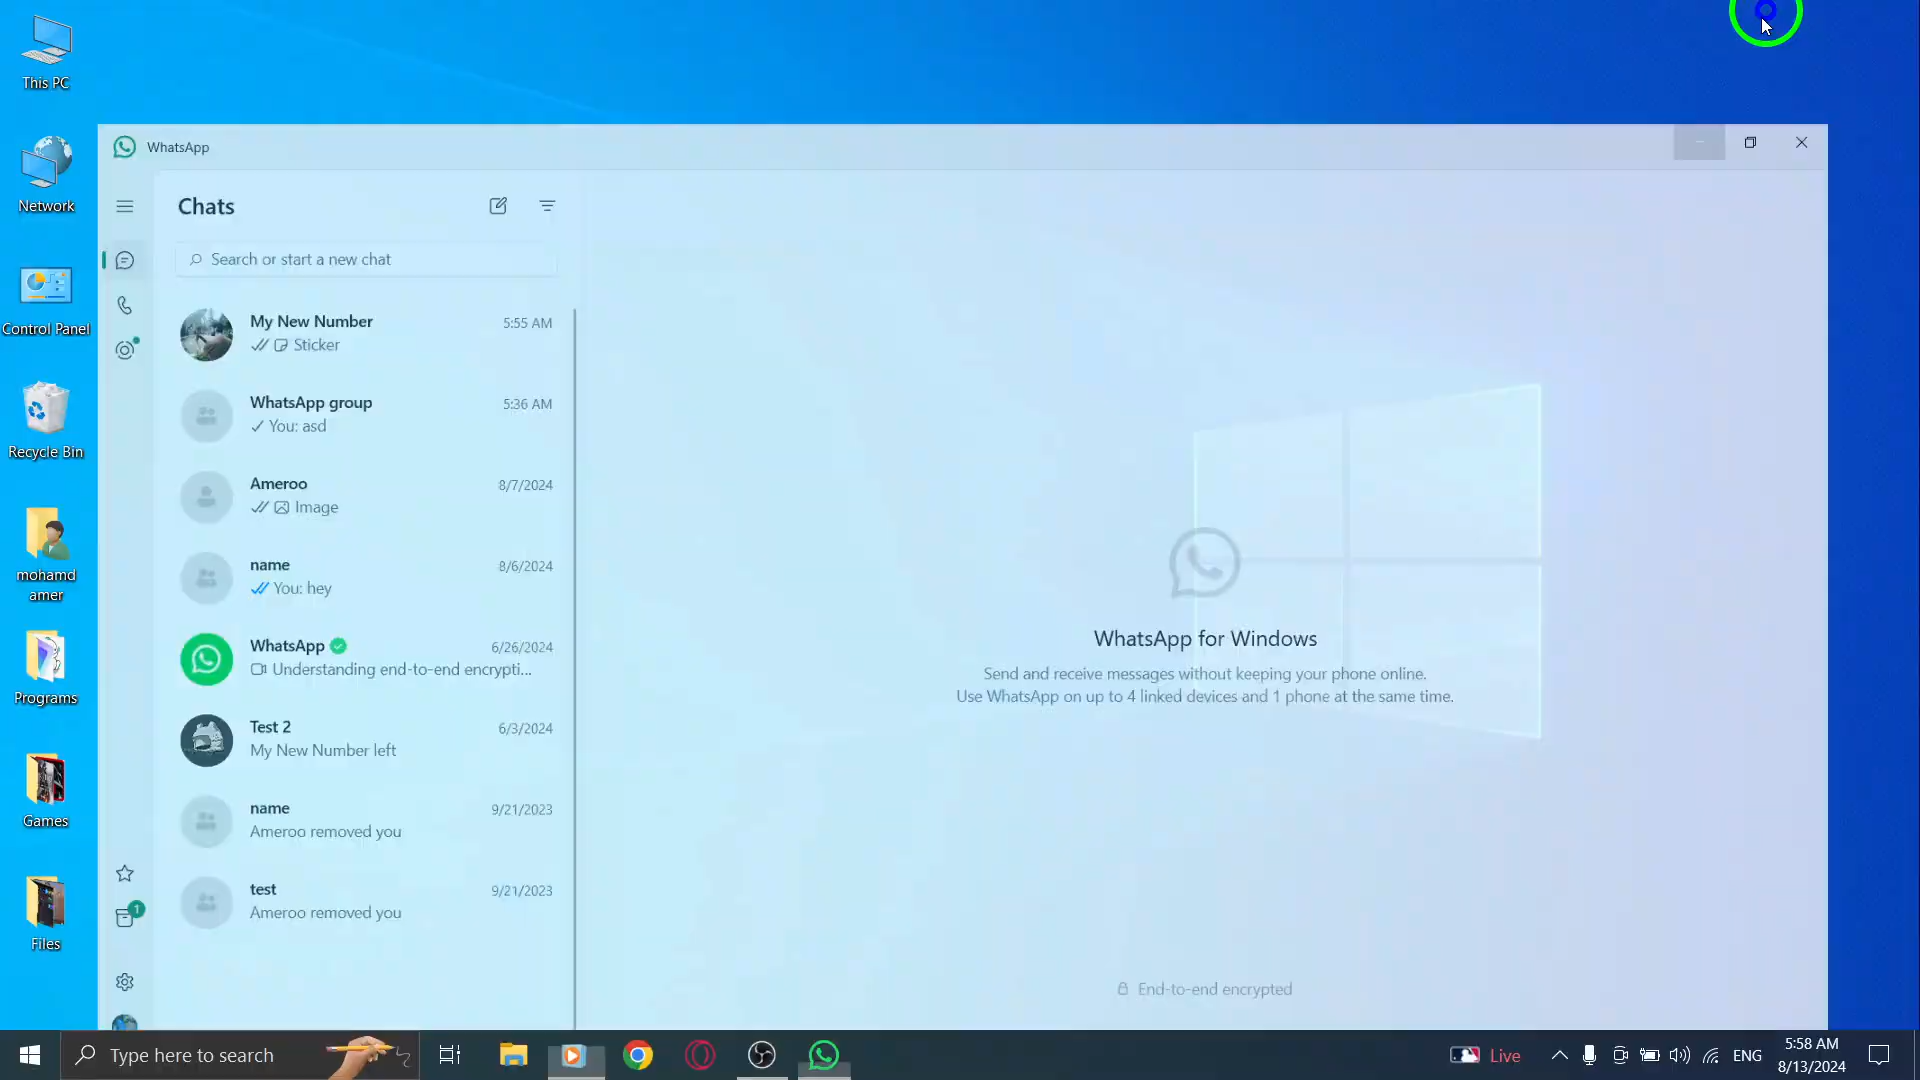 This PC
Network
Control Panel
Recycle Bin
mohamd
amer
Programs
Games
Files
WhatsApp
Chats
Search or start a new chat
My New Number
5:55 AM
Sticker
WhatsApp group
5:36 AM
You: asd
Ameroo
8/7/2024
Image
name
8/6/2024
You: hey
WhatsApp
6/26/2024
Understanding end-to-end encrypti...
Test 2
6/3/2024
My New Number left
name
9/21/2023
Ameroo removed you
test
9/21/2023
Ameroo removed you
1
WhatsApp for Windows
Send and receive messages without keeping your phone online.
Use WhatsApp on up to 4 linked devices and 1 phone at the same time.
End-to-end encrypted
Type here to search
Live
ENG
5:58 AM
8/13/2024